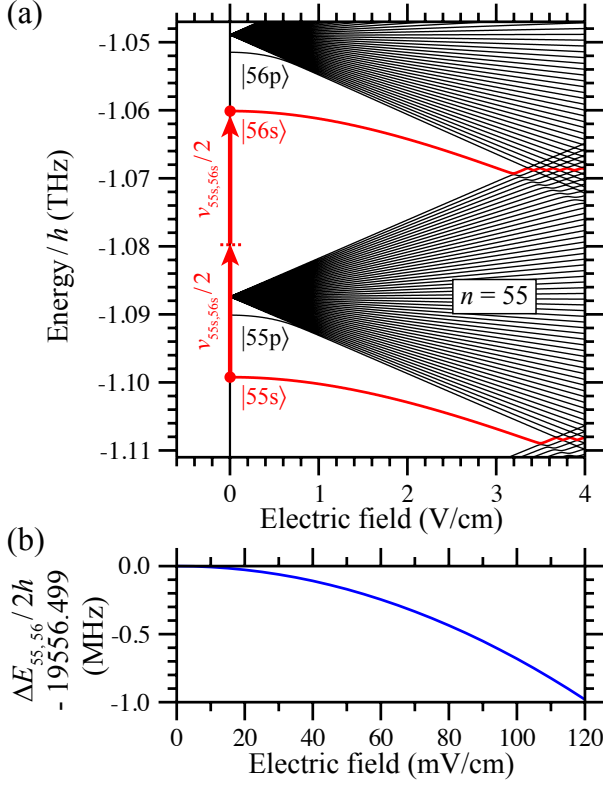 (a)
-1.05
-1.06
-1.07
-1.08
-1.09
-1.10
-1.11
Energy / h (THz)
|56p⟩
|56s⟩
ν55s,56s/2
ν55s,56s/2
n = 55
|55p⟩
|55s⟩
0 1 2 3 4
Electric field (V/cm)
(b)
ΔE55,56/2h
- 19556.499
(MHz)
0.0
-0.5
-1.0
0 20 40 60 80 100 120
Electric field (mV/cm)